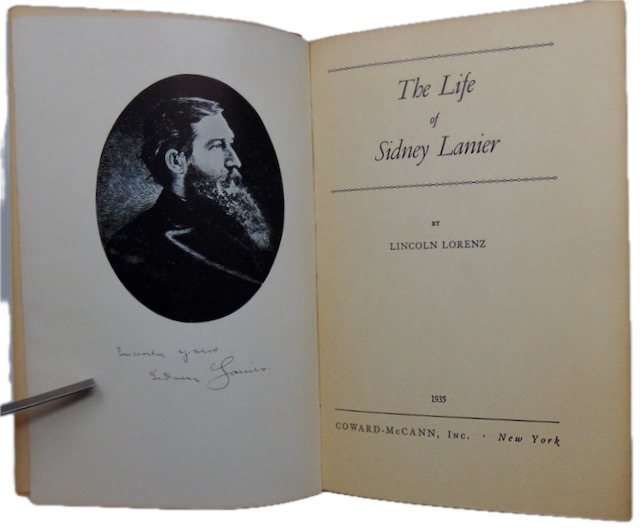 Sincerely yours
Sidney Lanier.
The Life
of
Sidney Lanier
BY
LINCOLN LORENZ
1935
COWARD-McCANN, INC. · New York